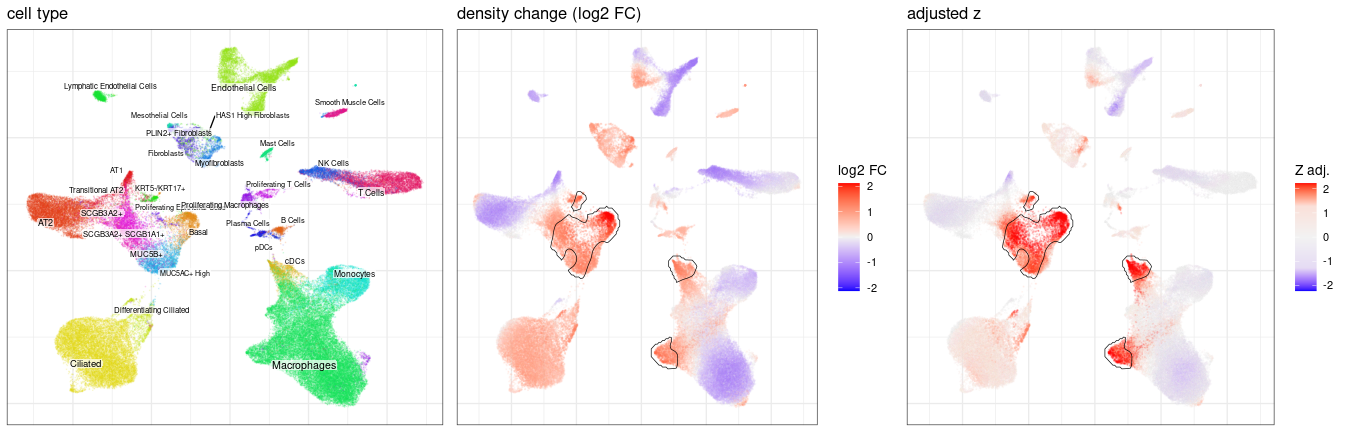 cell type
density change (log2 FC)
adjusted z
Lymphatic Endothelial Cells
Endothelial Cells
Smooth Muscle Cells
Mesothelial Cells
HAS1 High Fibroblasts
PLIN2+ Fibroblasts
Fibroblasts
Myofibroblasts
Mast Cells
NK Cells
T Cells
AT1
Transitional AT2
KRT5-/KRT17+
Proliferating T Cells
Proliferating
Proliferating Macrophages
AT2
SCGB3A2+
SCGB3A2+ SCGB1A1+
Basal
Plasma Cells
B Cells
pDCs
MUC5B+
MUC5AC+ High
cDCs
Monocytes
Differentiating Ciliated
Ciliated
Macrophages
log2 FC
2
1
0
-1
-2
Z adj.
2
1
0
-1
-2